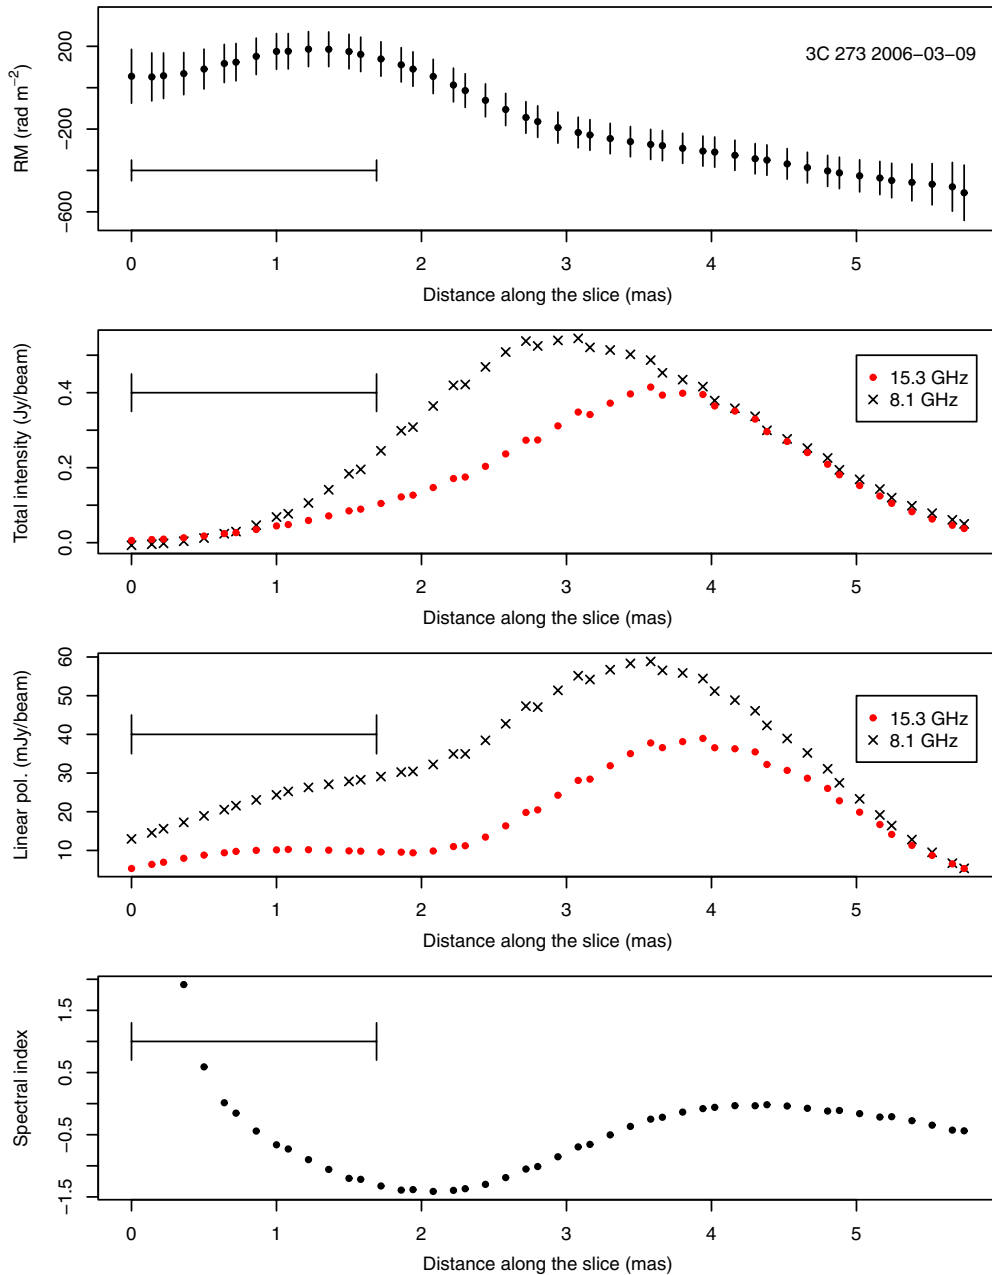 3C 273 2006−03−09
RM (rad m−2)
200
−200
−600
0 1 2 3 4 5
Distance along the slice (mas)
Total intensity (Jy/beam)
0.4
0.2
0.0
15.3 GHz
8.1 GHz
0 1 2 3 4 5
Distance along the slice (mas)
Linear pol. (mJy/beam)
60
50
40
30
20
10
15.3 GHz
8.1 GHz
0 1 2 3 4 5
Distance along the slice (mas)
Spectral index
1.5
0.5
−0.5
−1.5
0 1 2 3 4 5
Distance along the slice (mas)